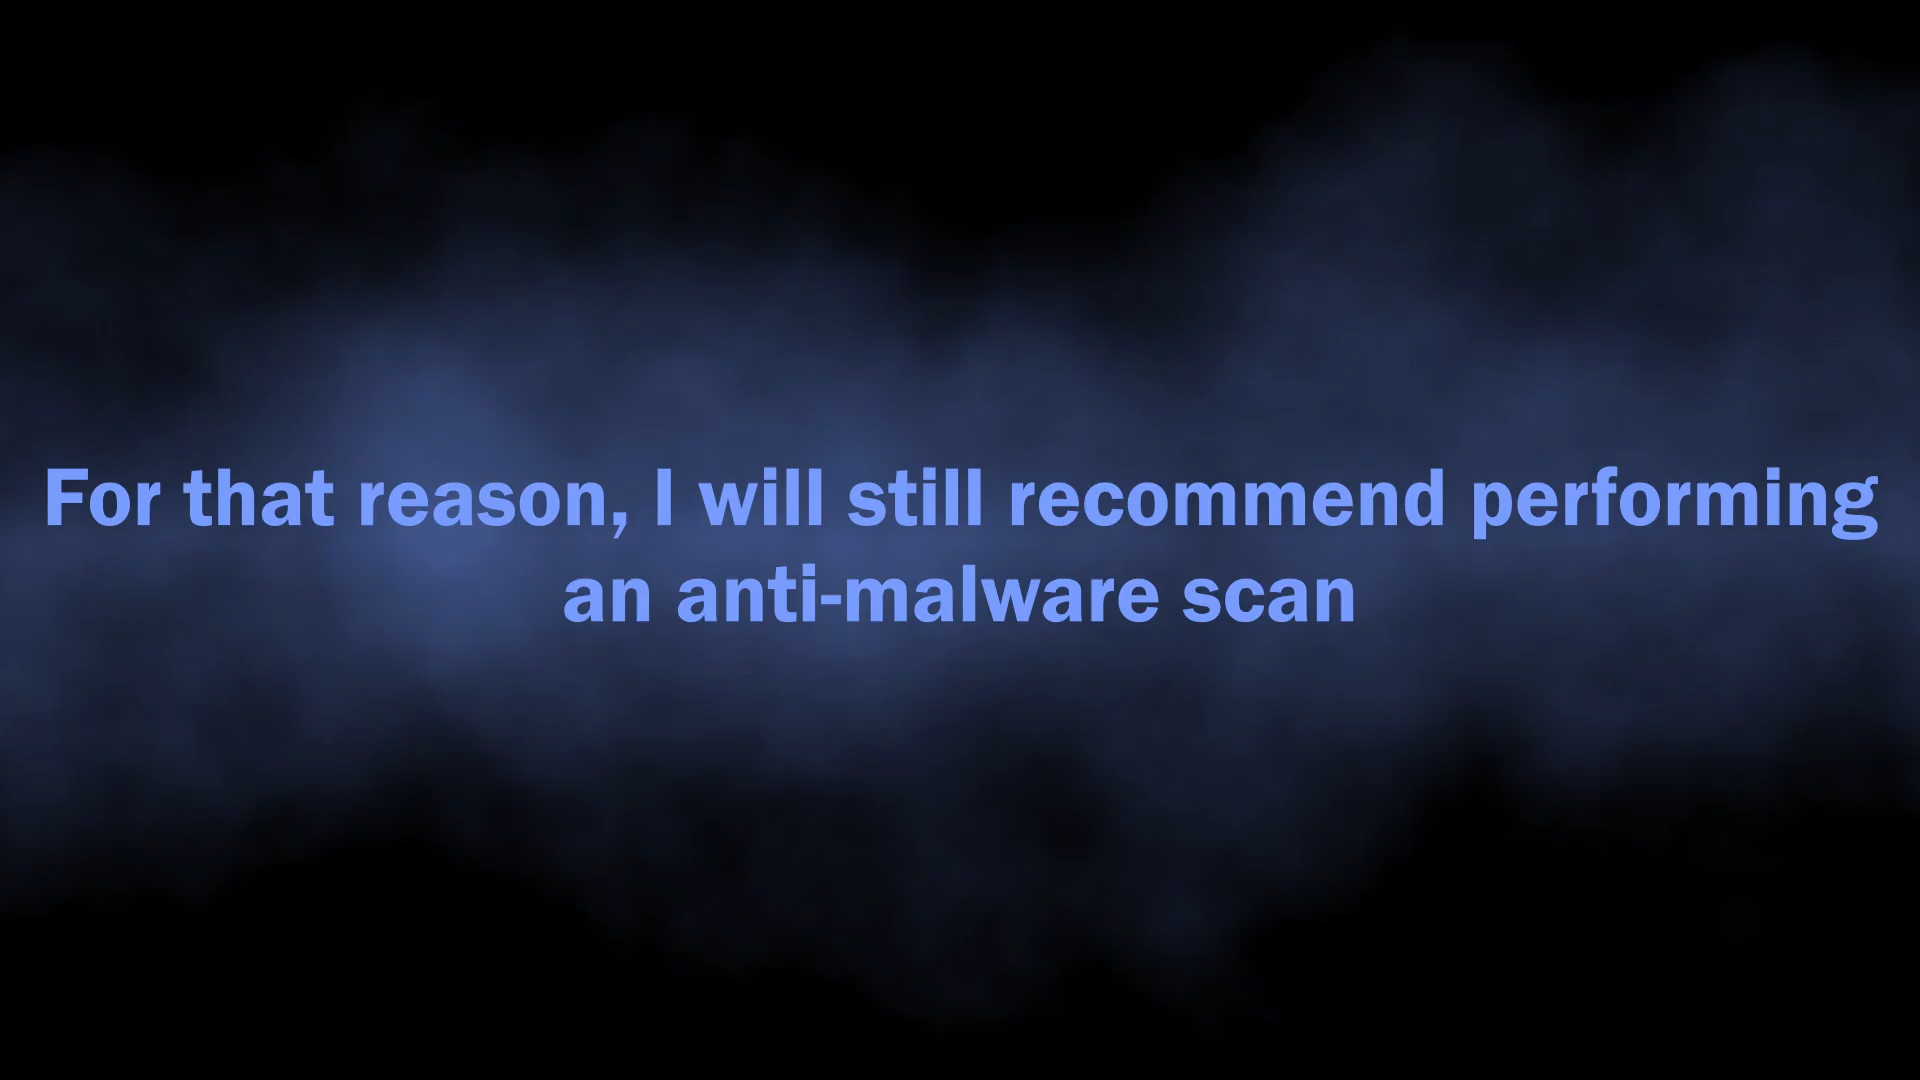 For that reason, I will still recommend performing
an anti-malware scan